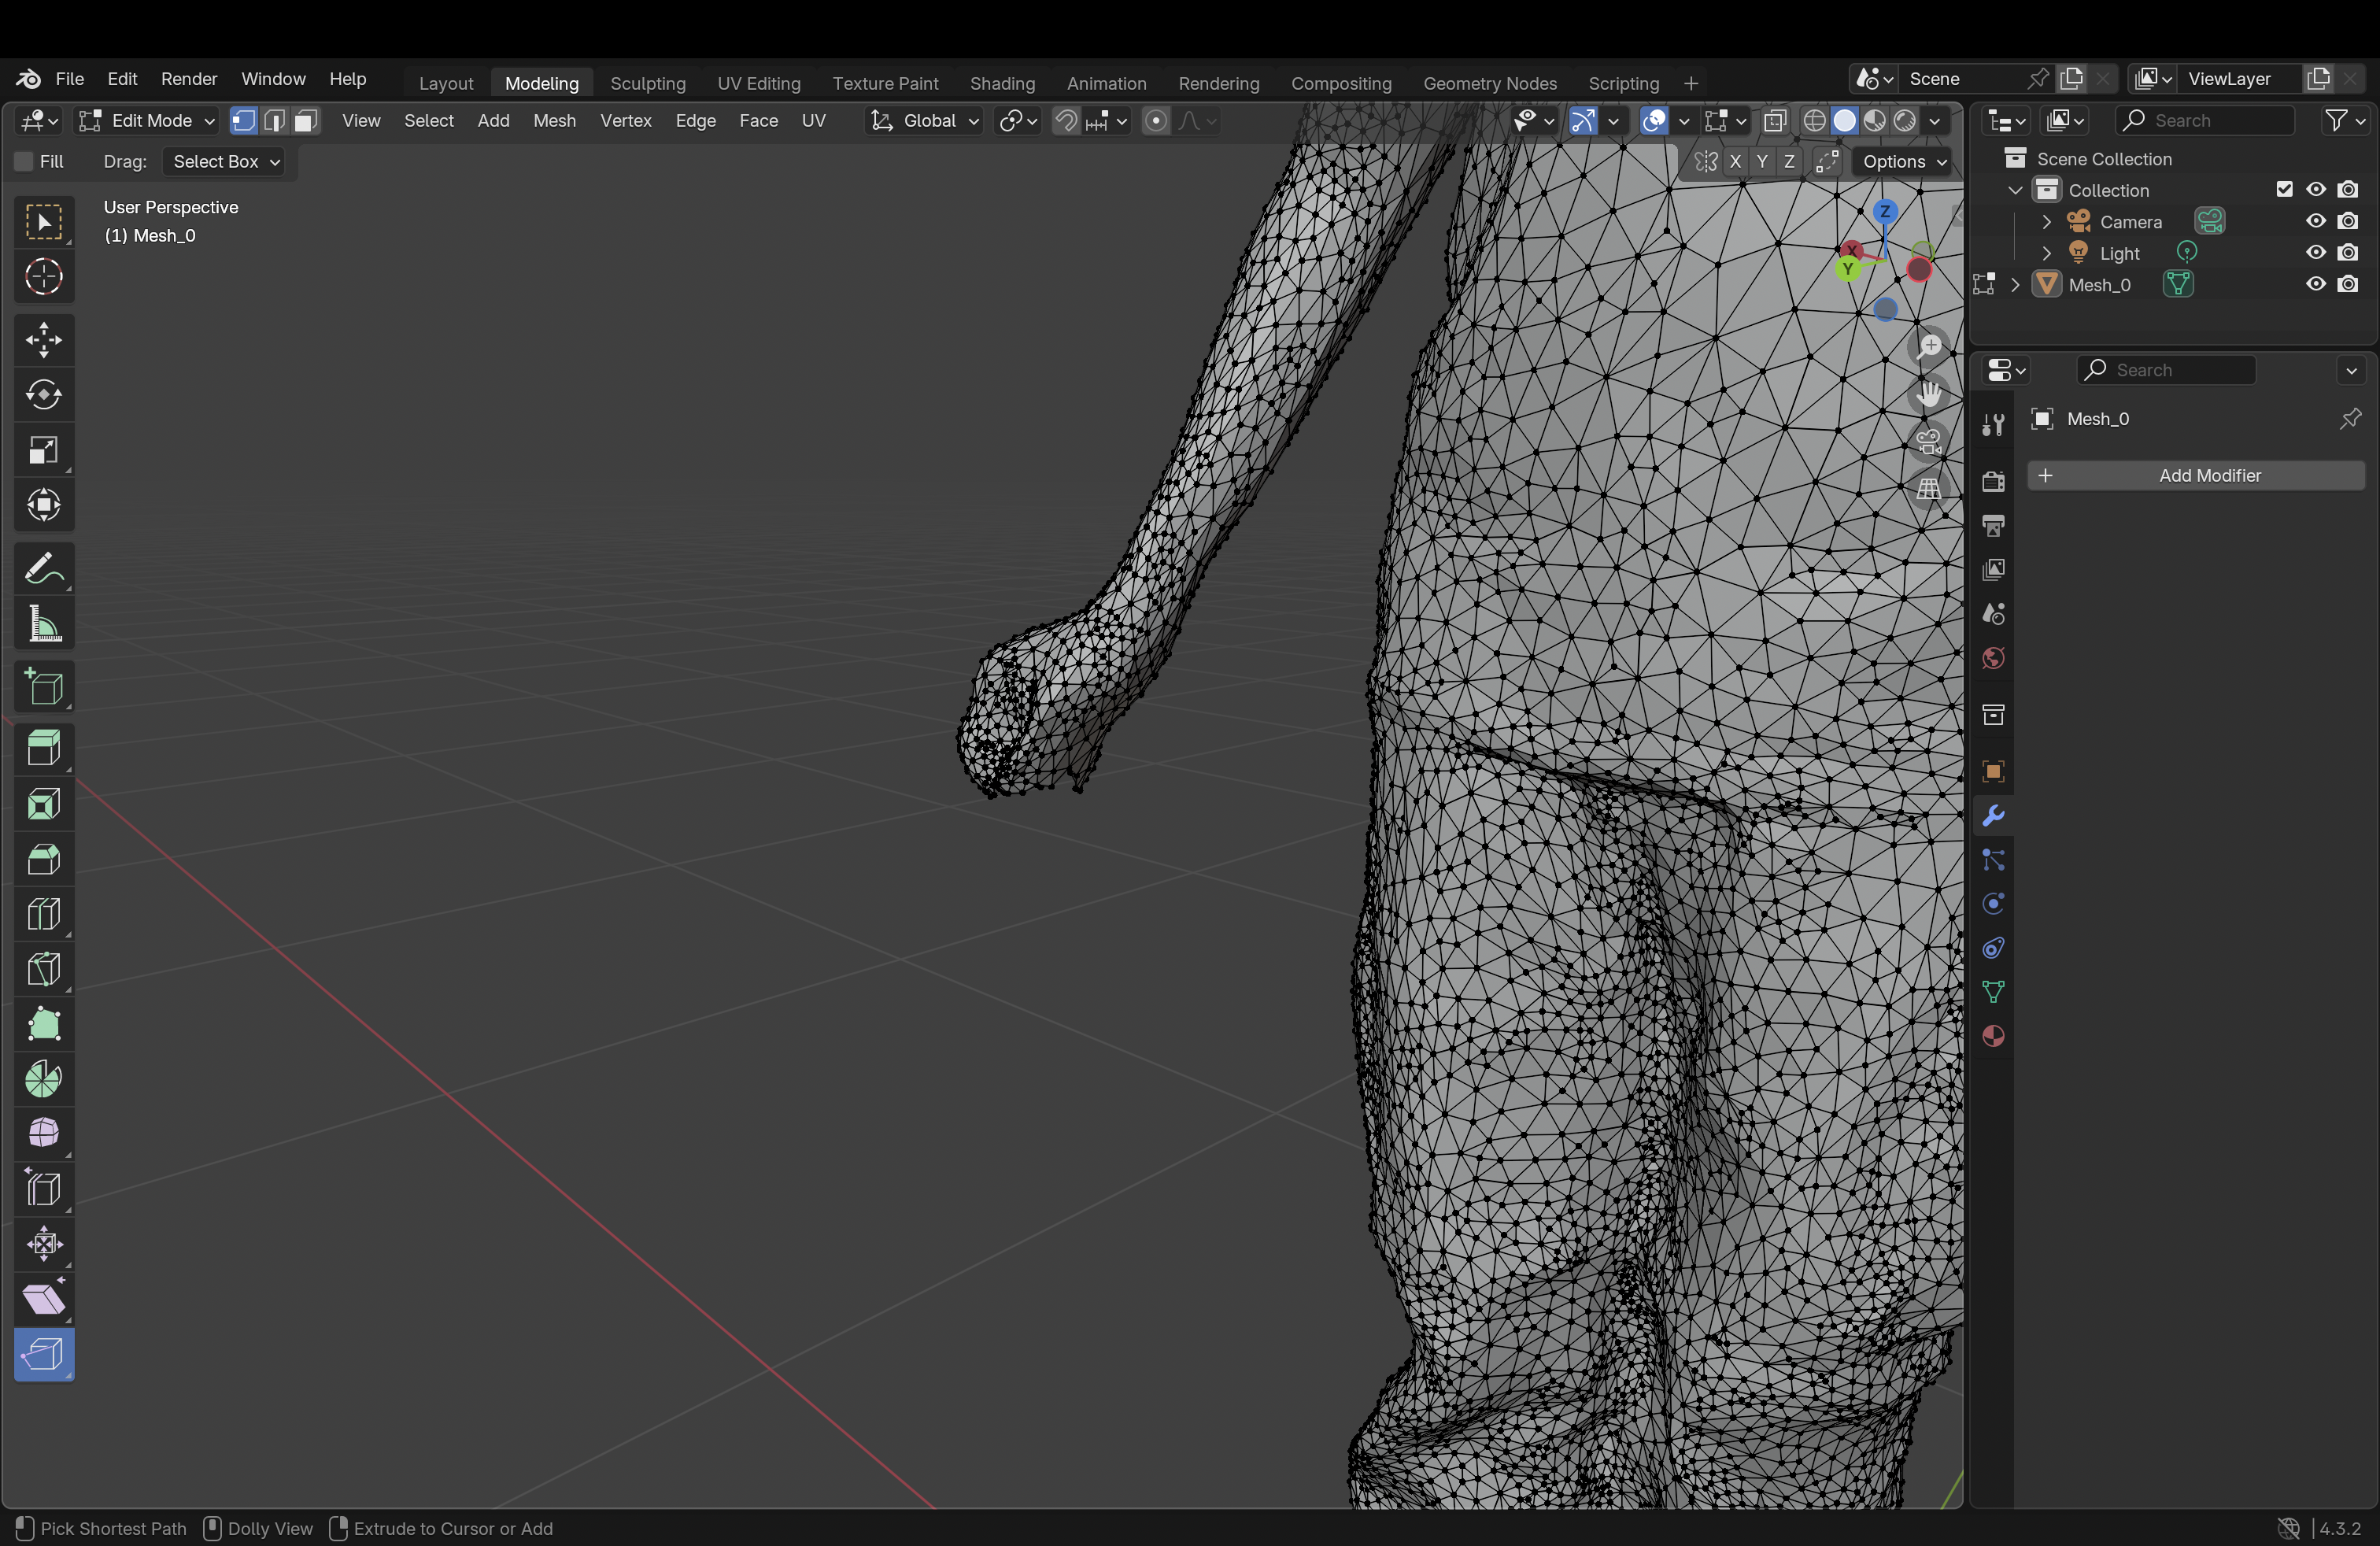 File Edit Render Window Help Layout Modeling Sculpting UV Editing Texture Paint Shading Animation Rendering Compositing Geometry Nodes Scripting + Scene ViewLayer
Edit Mode View Select Add Mesh Vertex Edge Face UV Global Search
Fill Drag: Select Box X Y Z Options
Scene Collection
Collection
Camera
Light
Mesh_0
User Perspective
(1) Mesh_0
Z
X
Y
Search
Mesh_0
+ Add Modifier
Pick Shortest Path Dolly View Extrude to Cursor or Add 4.3.2